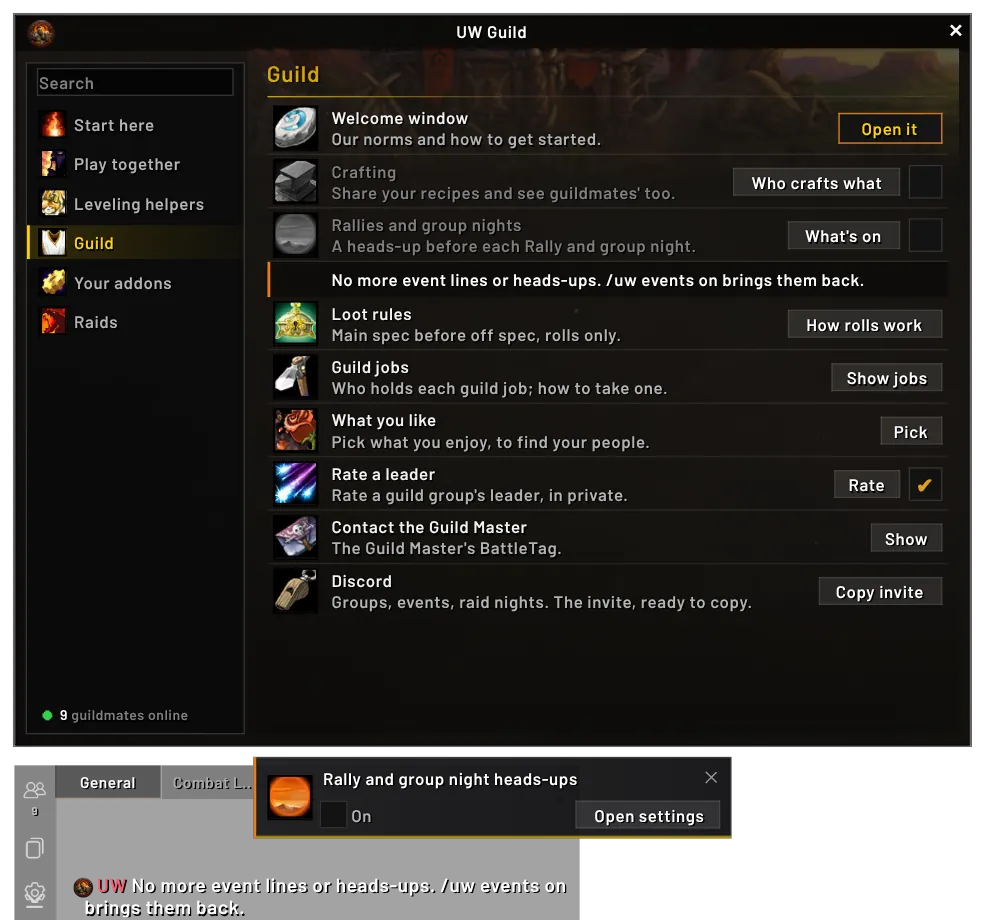 UW Guild
Search
Start here
Play together
Leveling helpers
Guild
Your addons
Raids
9 guildmates online
Guild
Welcome window
Our norms and how to get started.
Open it
Crafting
Share your recipes and see guildmates' too.
Who crafts what
Rallies and group nights
A heads-up before each Rally and group night.
What's on
No more event lines or heads-ups. /uw events on brings them back.
Loot rules
Main spec before off spec, rolls only.
How rolls work
Guild jobs
Who holds each guild job; how to take one.
Show jobs
What you like
Pick what you enjoy, to find your people.
Pick
Rate a leader
Rate a guild group's leader, in private.
Rate
Contact the Guild Master
The Guild Master's BattleTag.
Show
Discord
Groups, events, raid nights. The invite, ready to copy.
Copy invite
9
General
Combat L...
Rally and group night heads-ups
On
Open settings
UW No more event lines or heads-ups. /uw events on
brings them back.